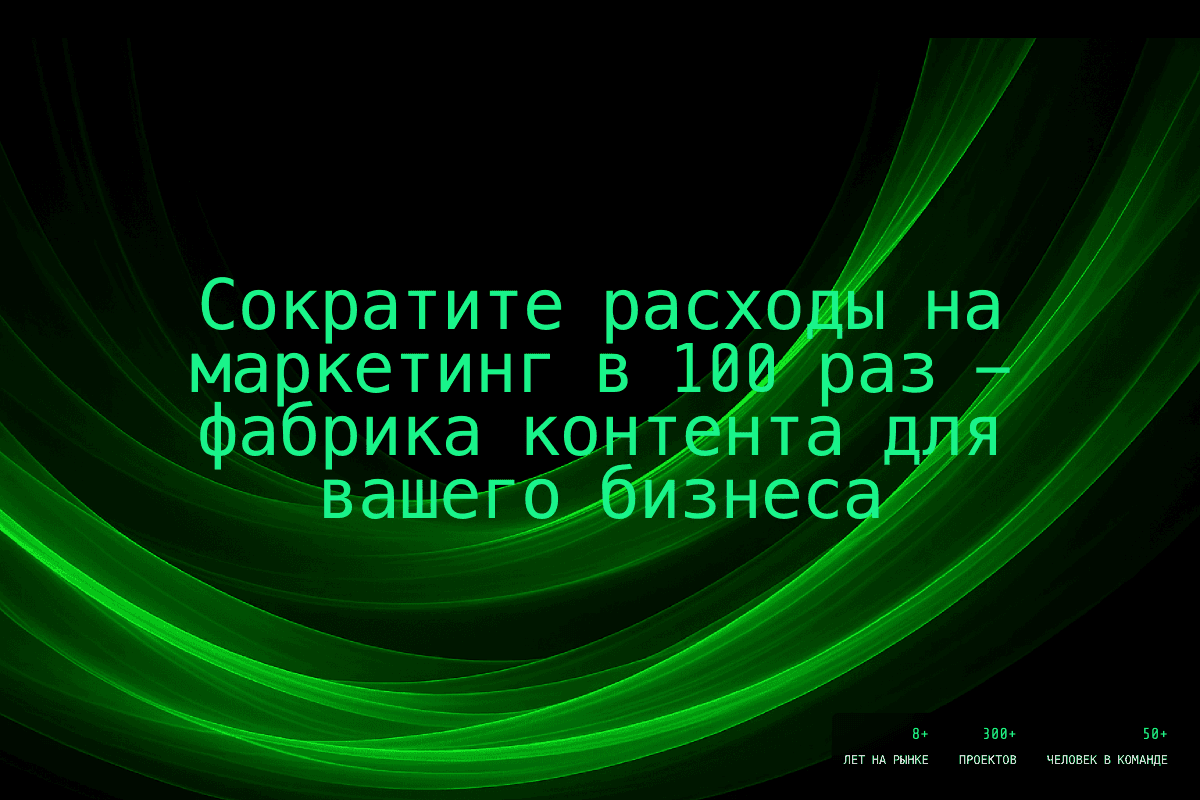 Сократите расходы на
маркетинг в 100 раз –
фабрика контента для
вашего бизнеса
8+
ЛЕТ НА РЫНКЕ
300+
ПРОЕКТОВ
50+
ЧЕЛОВЕК В КОМАНДЕ